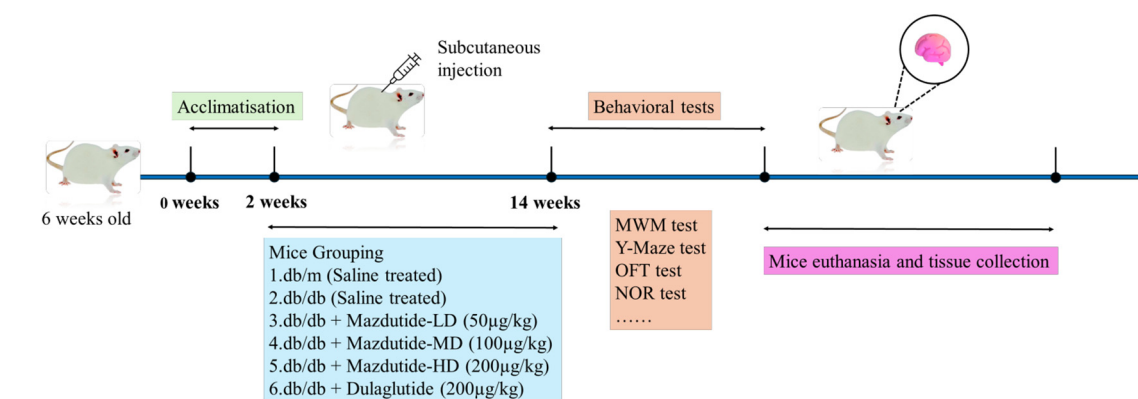 Subcutaneous
injection
Acclimatisation
Behavioral tests
6 weeks old
0 weeks
2 weeks
14 weeks
Mice Grouping
1.db/m (Saline treated)
2.db/db (Saline treated)
3.db/db + Mazdutide-LD (50μg/kg)
4.db/db + Mazdutide-MD (100μg/kg)
5.db/db + Mazdutide-HD (200μg/kg)
6.db/db + Dulaglutide (200μg/kg)
MWM test
Y-Maze test
OFT test
NOR test
……
Mice euthanasia and tissue collection